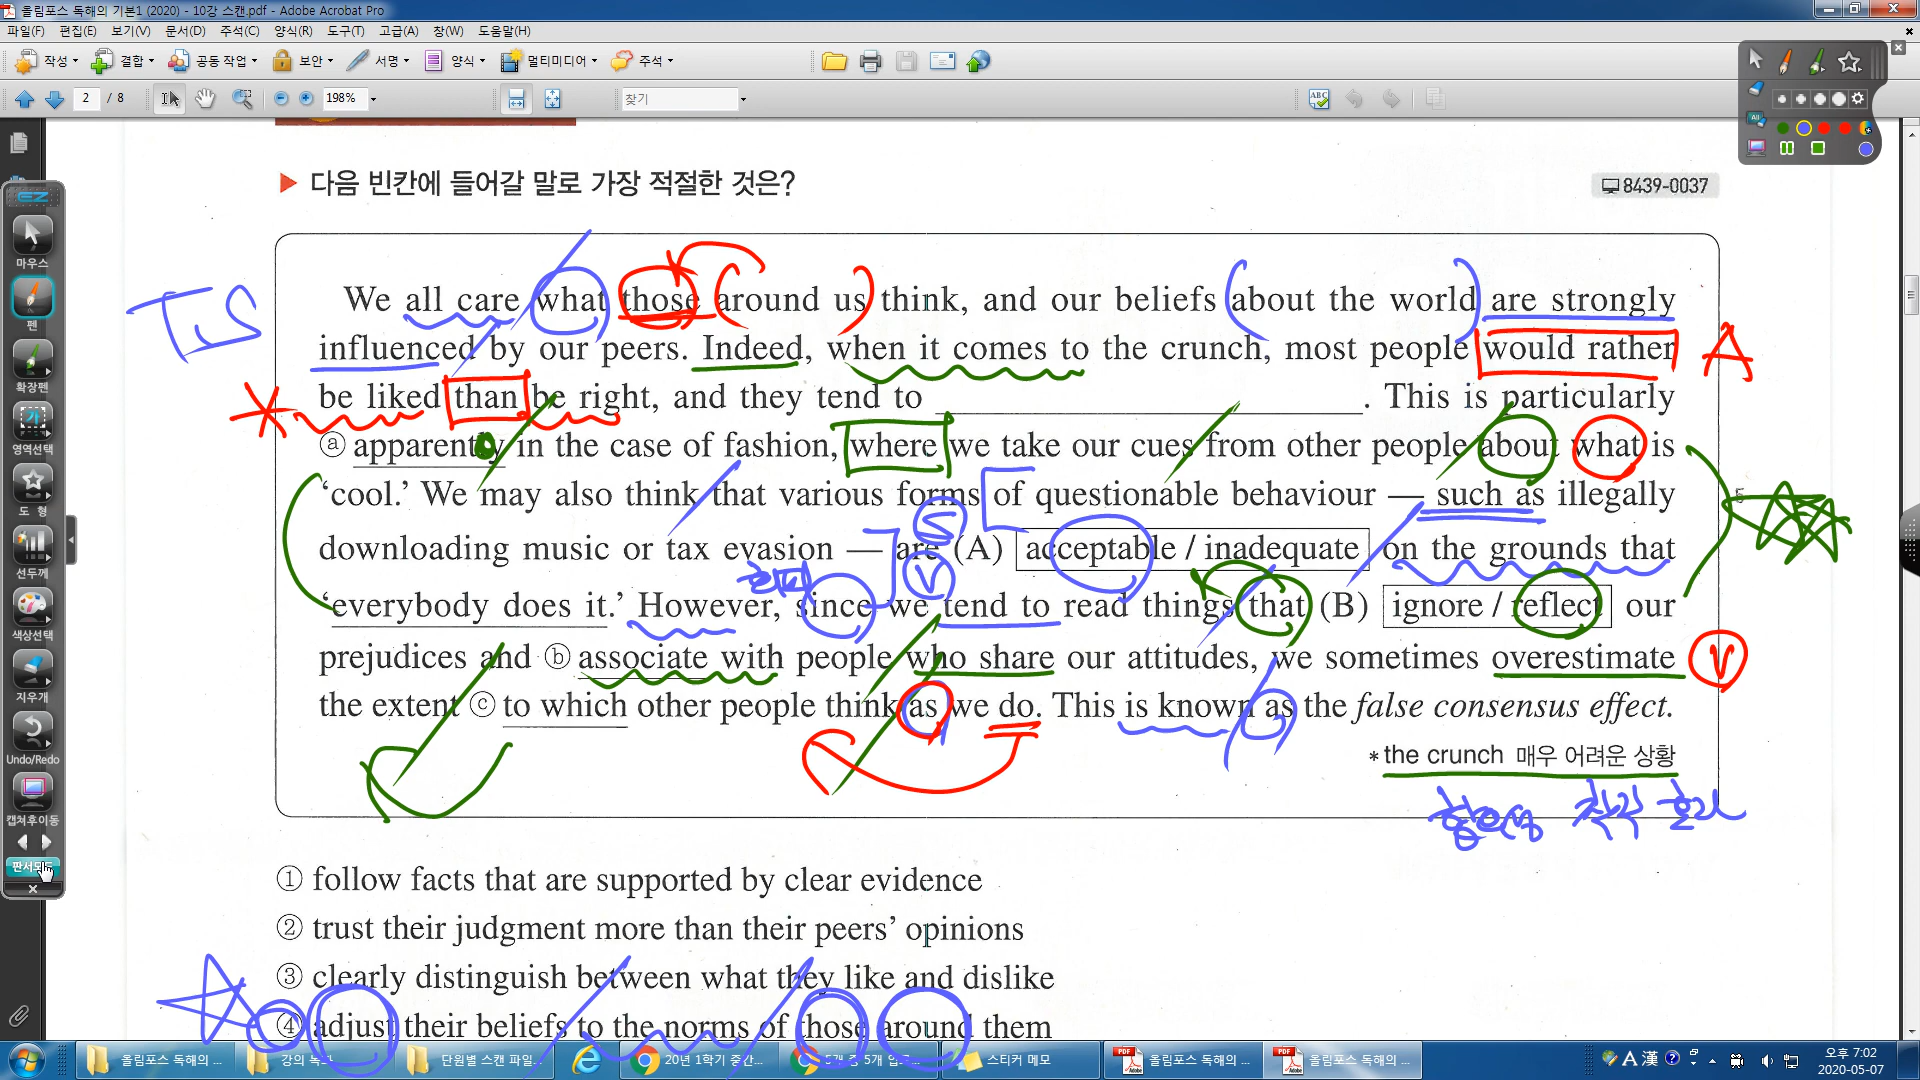 올림포스 독해의 기본1 (2020) - 10강 스캔.pdf - Adobe Acrobat Pro
파일(F) 편집(E) 보기(V) 문서(D) 주석(C) 양식(R) 도구(T) 고급(A) 창(W) 도움말(H)
작성 결합 공동 작업 보안 서명 양식 멀티미디어 주석
2 / 8 198% 찾기
다음 빈칸에 들어갈 말로 가장 적절한 것은?
8439-0037
We all care what those around us think, and our beliefs about the world are strongly
influenced by our peers. Indeed, when it comes to the crunch, most people would rather
be liked than be right, and they tend to ______. This is particularly
ⓐ apparently in the case of fashion, where we take our cues from other people about what is
‘cool.’ We may also think that various forms of questionable behaviour — such as illegally
downloading music or tax evasion — are (A) acceptable / inadequate on the grounds that
‘everybody does it.’ However, since we tend to read things that (B) ignore / reflect our
prejudices and ⓑ associate with people who share our attitudes, we sometimes overestimate
the extent ⓒ to which other people think as we do. This is known as the false consensus effect.
* the crunch 매우 어려운 상황
① follow facts that are supported by clear evidence
② trust their judgment more than their peers’ opinions
③ clearly distinguish between what they like and dislike
④ adjust their beliefs to the norms of those around them
TS
A
S
V
V
5
EZ
마우스
펜
확장펜
영역선택
도 형
선두께
색상선택
지우개
Undo/Redo
캡쳐후이동
올림포스 독해의 ...
단원별 스캔 파일...
20년 1학기 중간...
스티커 메모
올림포스 독해의 ...
올림포스 독해의 ...
A 漢
오후 7:02
2020-05-07